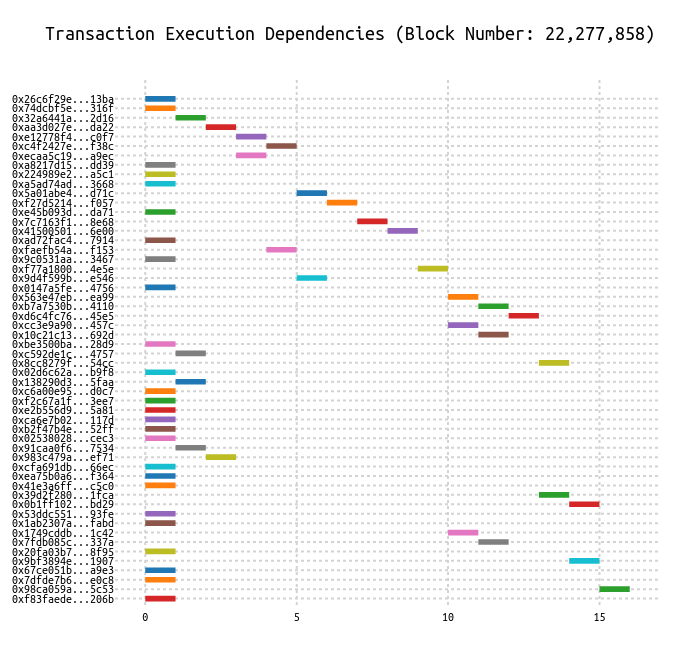 Transaction Execution Dependencies (Block Number: 22,277,858)
0x26c6f29e...13ba
0x74dcbf5e...316f
0x32a6441a...2d16
0xaa3d027e...da22
0xe12778f4...c0f7
0xc4f2427e...f38c
0xecaa5c19...a9ec
0xa8217d15...dd39
0x224989e2...a5c1
0xa5ad74ad...3668
0x5a01abe4...d71c
0xf27d5214...f057
0xe45b093d...da71
0x7c7163f1...8e68
0x41500501...6e00
0xad72fac4...7914
0xfaefb54a...f153
0x9c0531aa...3467
0xf77a1800...4e5e
0x9d4f599b...e546
0x0147a5fe...4756
0x563e47eb...ea99
0xb7a7530b...4110
0xd6c4fc76...45e5
0xcc3e9a90...457c
0x10c21c13...692d
0xbe3500ba...28d9
0xc592de1c...4757
0x8cc8279f...54cc
0x02d6c62a...b9f8
0x138290d3...5faa
0xc6a00e95...d0c7
0xf2c67a1f...3ee7
0xe2b556d9...5a81
0xca6e7b02...117d
0xb2f47b4e...52ff
0x02538028...cec3
0x91caa0f6...7534
0x983c479a...ef71
0xcfa691db...66ec
0xea75b0a6...f364
0x41e3a6ff...c5c0
0x39d2f280...1fca
0x0b1ff102...bd29
0x53ddc551...93fe
0x1ab2307a...fabd
0x1749cddb...1c42
0x7fdb085c...337a
0x20fa03b7...8f95
0x9bf3894e...1907
0x67ce051b...a9e3
0x7dfde7b6...e0c8
0x98ca059a...5c53
0xf83faede...206b
0 5 10 15